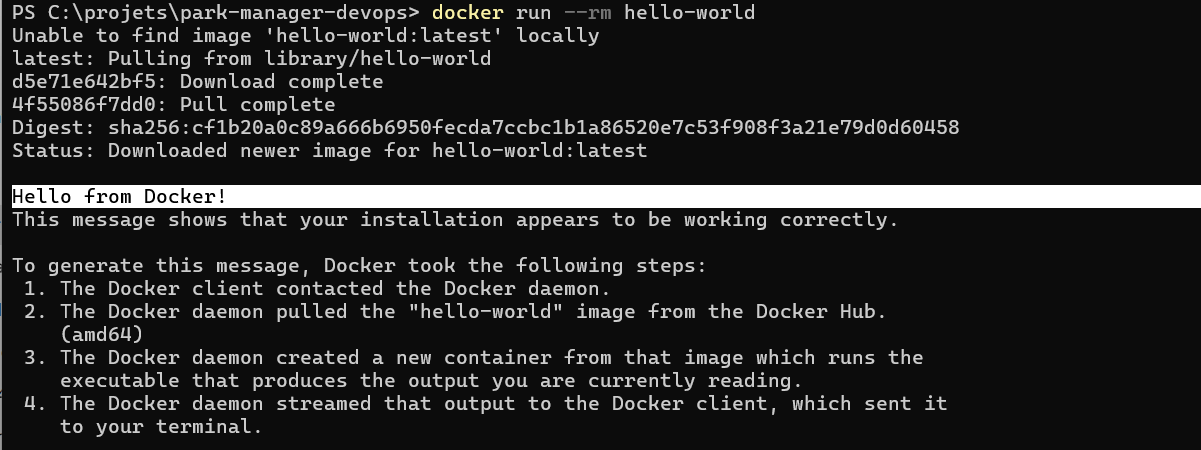 PS C:\projets\park-manager-devops> docker run --rm hello-world
Unable to find image 'hello-world:latest' locally
latest: Pulling from library/hello-world
d5e71e642bf5: Download complete
4f55086f7dd0: Pull complete
Digest: sha256:cf1b20a0c89a666b6950fecda7ccbc1b1a86520e7c53f908f3a21e79d0d60458
Status: Downloaded newer image for hello-world:latest
Hello from Docker!
This message shows that your installation appears to be working correctly.
To generate this message, Docker took the following steps:
1. The Docker client contacted the Docker daemon.
2. The Docker daemon pulled the "hello-world" image from the Docker Hub.
(amd64)
3. The Docker daemon created a new container from that image which runs the
executable that produces the output you are currently reading.
4. The Docker daemon streamed that output to the Docker client, which sent it
to your terminal.